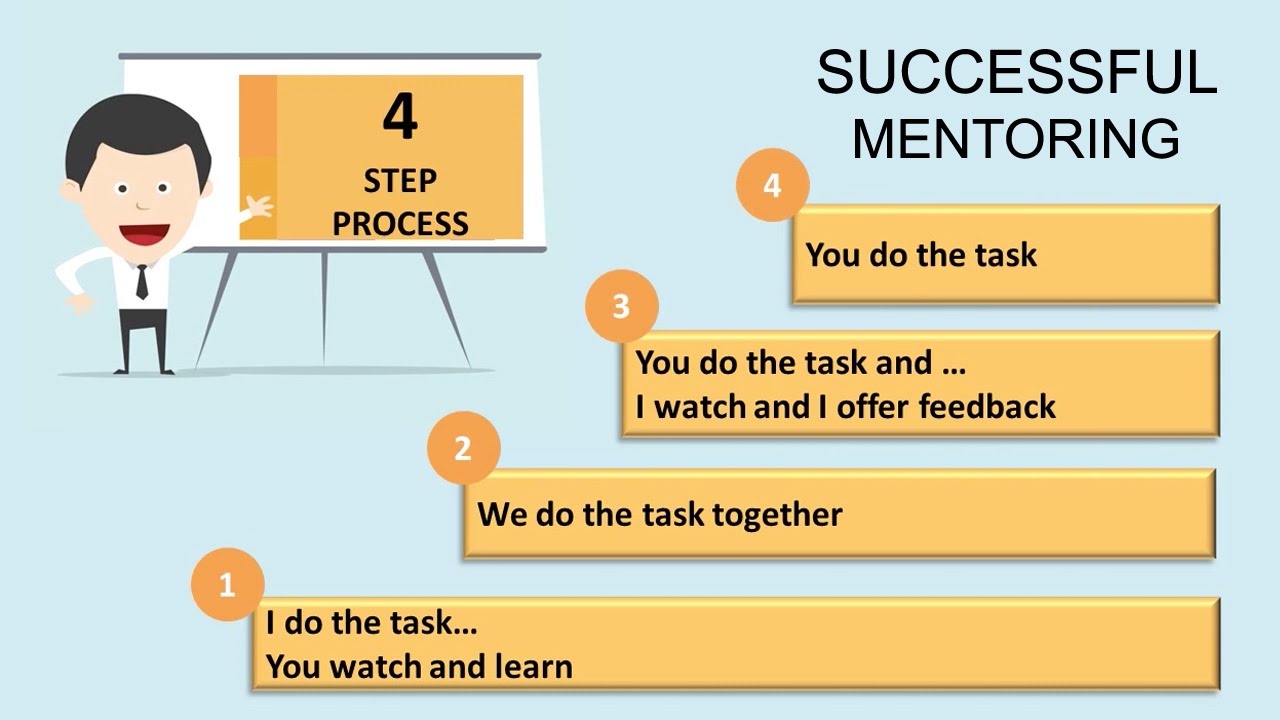 4
STEP
PROCESS
SUCCESSFUL
MENTORING
4
You do the task
3
You do the task and ...
I watch and I offer feedback
2
We do the task together
1
I do the task...
You watch and learn